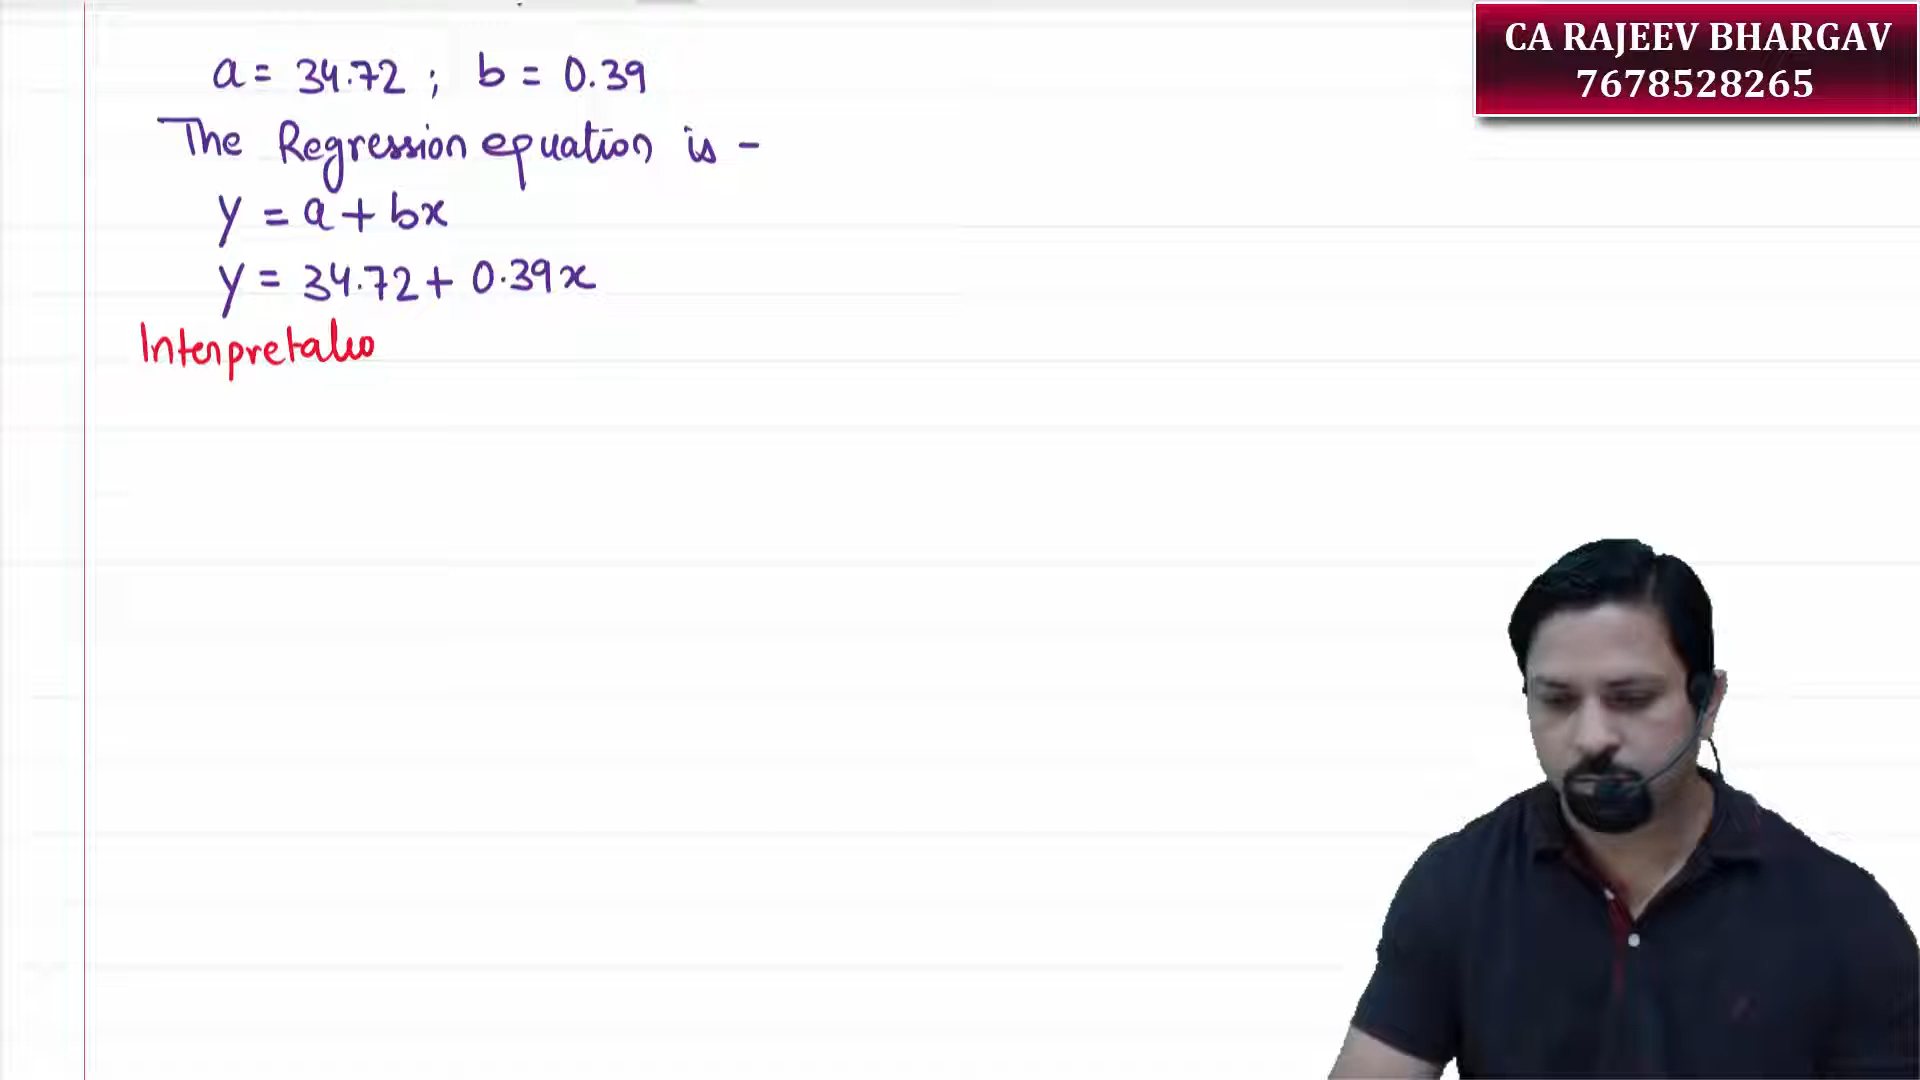 CA RAJEEV BHARGAV
7678528265
a = 34.72 ; b = 0.39
The Regression equation is -
y = a + bx
y = 34.72 + 0.39x
Interpretatio